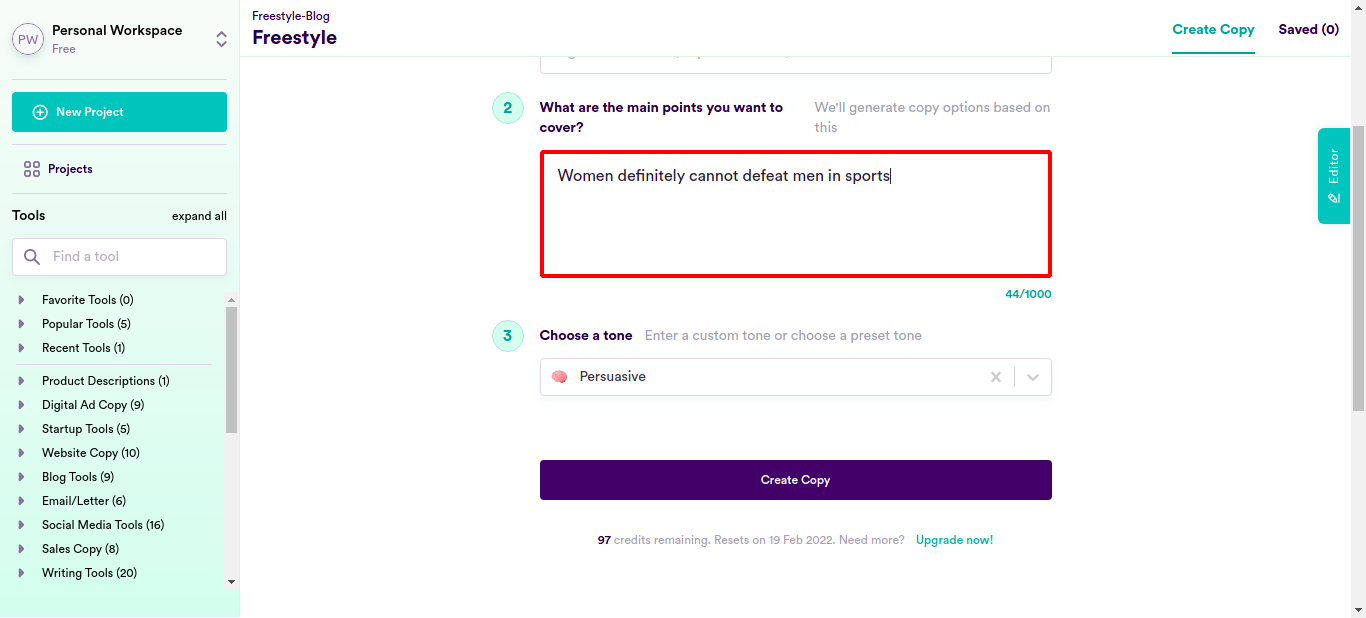 PW
Personal Workspace
Free
New Project
Projects
Tools
expand all
Find a tool
Favorite Tools (0)
Popular Tools (5)
Recent Tools (1)
Product Descriptions (1)
Digital Ad Copy (9)
Startup Tools (5)
Website Copy (10)
Blog Tools (9)
Email/Letter (6)
Social Media Tools (16)
Sales Copy (8)
Writing Tools (20)
Freestyle-Blog
Freestyle
Create Copy
Saved (0)
2
What are the main points you want to
cover?
We'll generate copy options based on
this
Women definitely cannot defeat men in sports
44/1000
3
Choose a tone
Enter a custom tone or choose a preset tone
Persuasive
Create Copy
97 credits remaining. Resets on 19 Feb 2022. Need more? Upgrade now!
Editor